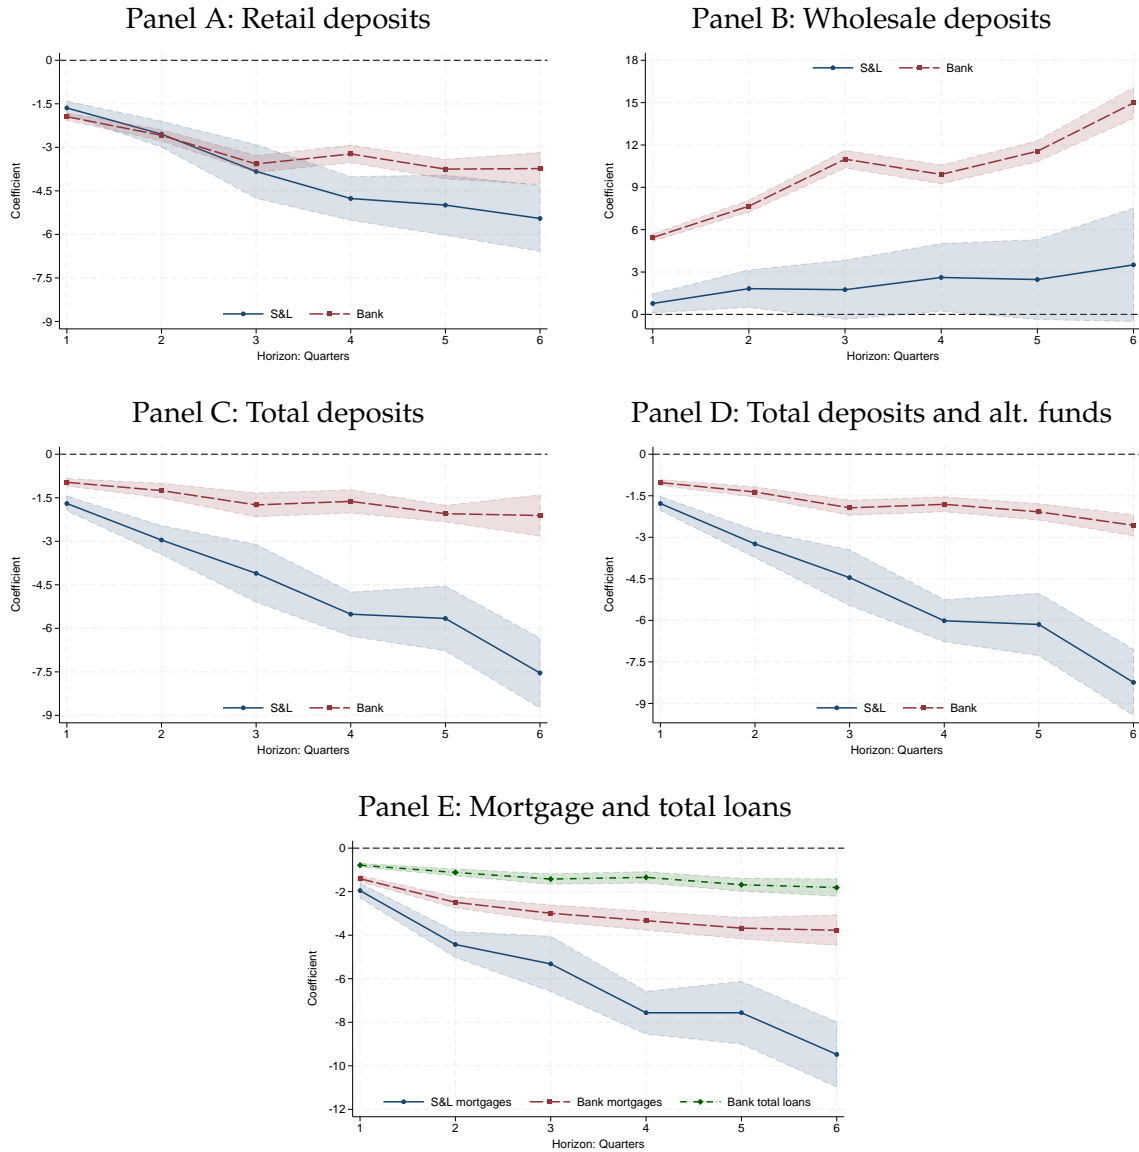 Panel A: Retail deposits
0
-1.5
-3
-4.5
-6
-7.5
-9
Coefficient
S&L Bank
1 2 3 4 5 6
Horizon: Quarters
Panel B: Wholesale deposits
18
15
12
9
6
3
0
Coefficient
S&L Bank
1 2 3 4 5 6
Horizon: Quarters
Panel C: Total deposits
0
-1.5
-3
-4.5
-6
-7.5
-9
Coefficient
S&L Bank
1 2 3 4 5 6
Horizon: Quarters
Panel D: Total deposits and alt. funds
0
-1.5
-3
-4.5
-6
-7.5
-9
Coefficient
S&L Bank
1 2 3 4 5 6
Horizon: Quarters
Panel E: Mortgage and total loans
0
-2
-4
-6
-8
-10
-12
Coefficient
S&L mortgages Bank mortgages Bank total loans
1 2 3 4 5 6
Horizon: Quarters